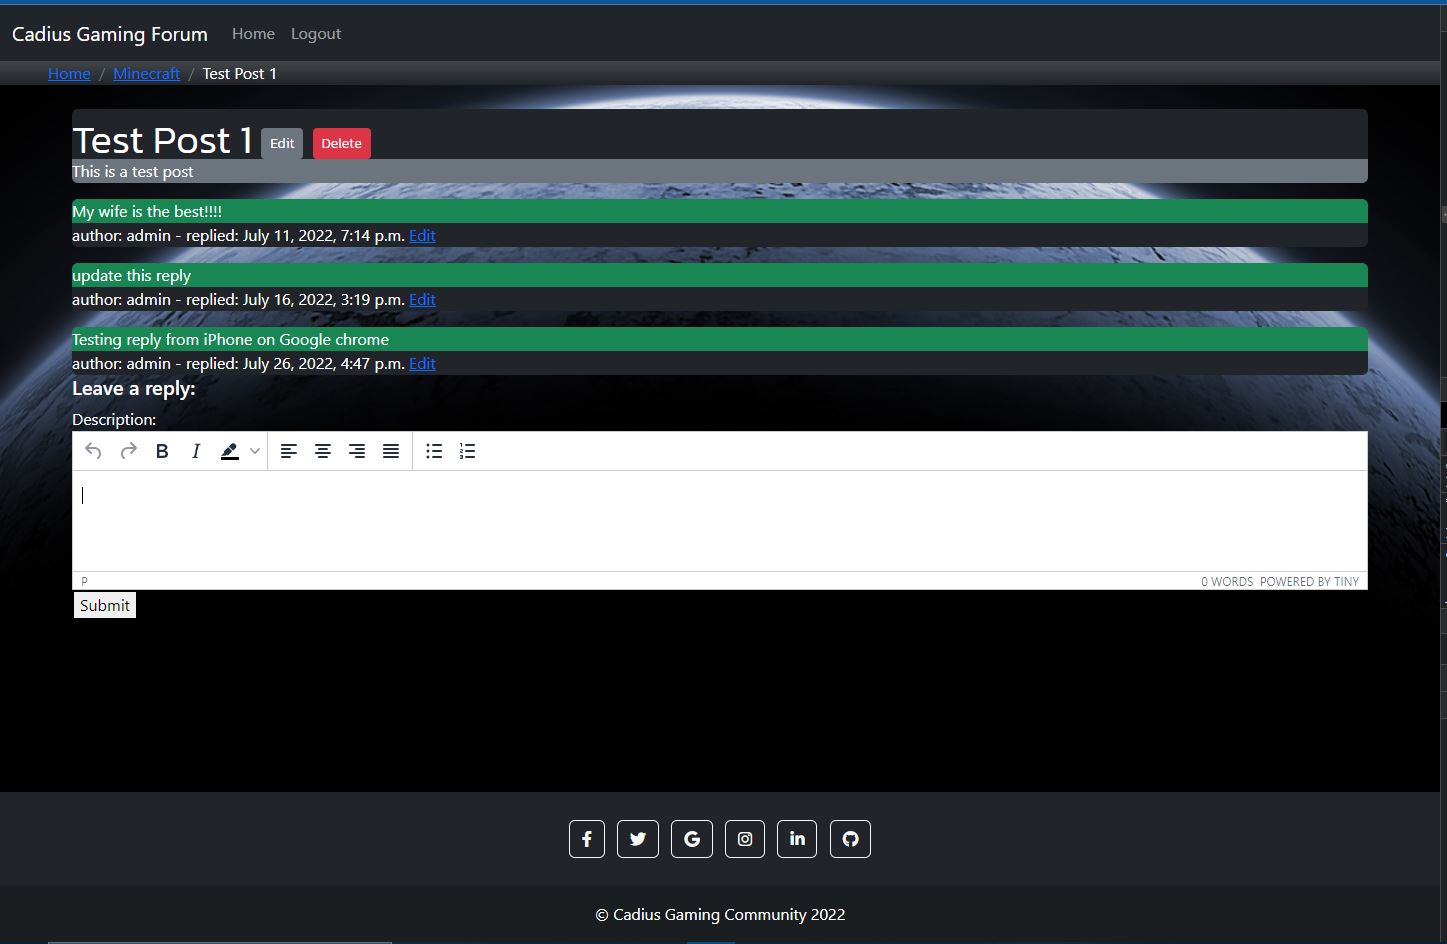 Cadius Gaming Forum Home Logout
Home / Minecraft / Test Post 1
Test Post 1 Edit Delete
This is a test post
My wife is the best!!!!
author: admin - replied: July 11, 2022, 7:14 p.m. Edit
update this reply
author: admin - replied: July 16, 2022, 3:19 p.m. Edit
Testing reply from iPhone on Google chrome
author: admin - replied: July 26, 2022, 4:47 p.m. Edit
Leave a reply:
Description:
P 0 WORDS POWERED BY TINY
Submit
© Cadius Gaming Community 2022